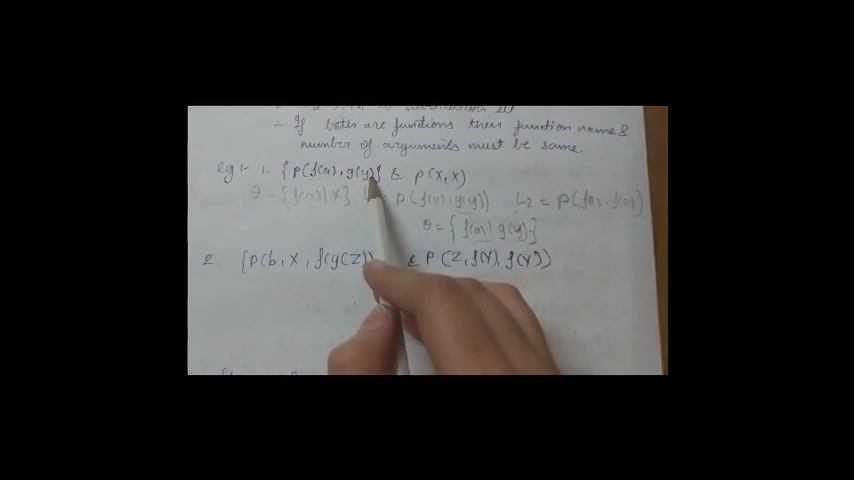 - If both are functions then function name &
number of arguments must be same.
Eg:- 1. {P(f(a), g(y)} & P(X,X)
θ = {f(a)|X} P(f(a), g(y)) L2 = P(f(a), f(a))
θ = {f(a)| g(y)}
2. {P(b, X, f(g(Z)) & P(Z, f(Y), f(Y))